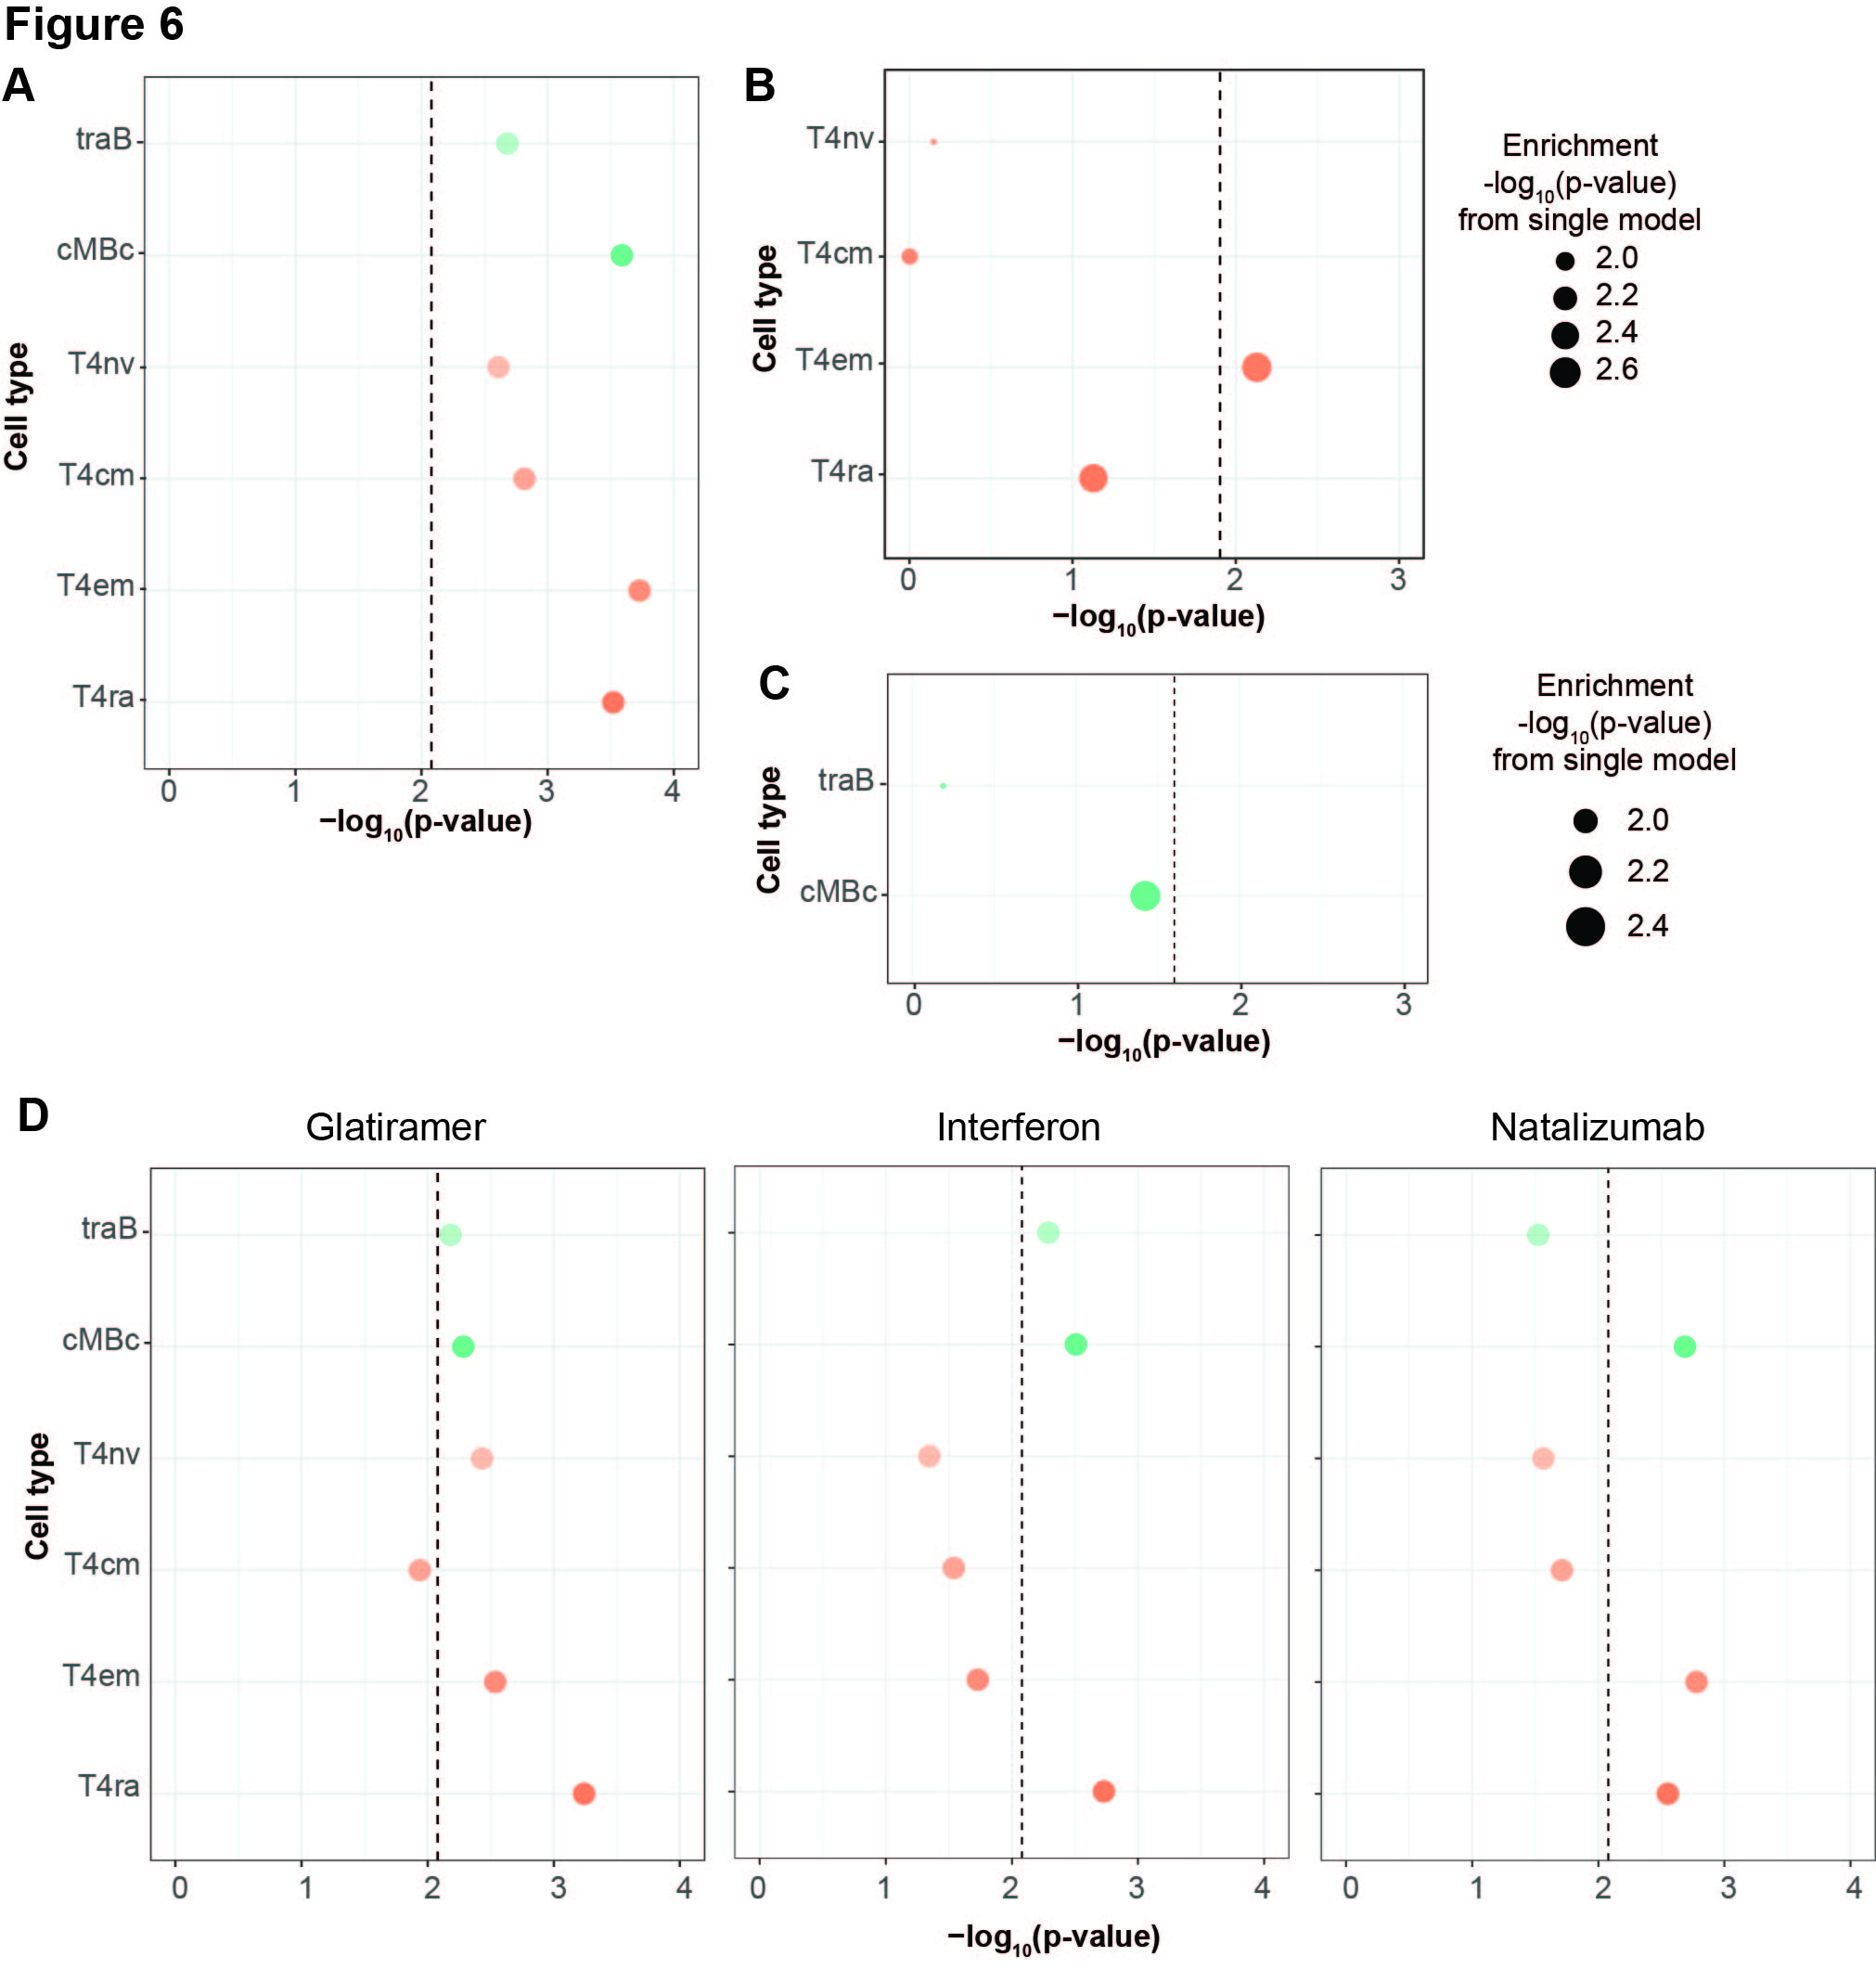 Figure 6
A
traB
cMBc
T4nv
T4cm
T4em
T4ra
Cell type
0 1 2 3 4
−log10(p-value)
B
T4nv
T4cm
T4em
T4ra
Cell type
0 1 2 3
−log10(p-value)
Enrichment
-log10(p-value)
from single model
2.0
2.2
2.4
2.6
C
traB
cMBc
Cell type
0 1 2 3
−log10(p-value)
Enrichment
-log10(p-value)
from single model
2.0
2.2
2.4
D
Glatiramer Interferon Natalizumab
traB
cMBc
T4nv
T4cm
T4em
T4ra
Cell type
0 1 2 3 4 0 1 2 3 4 0 1 2 3 4
−log10(p-value)